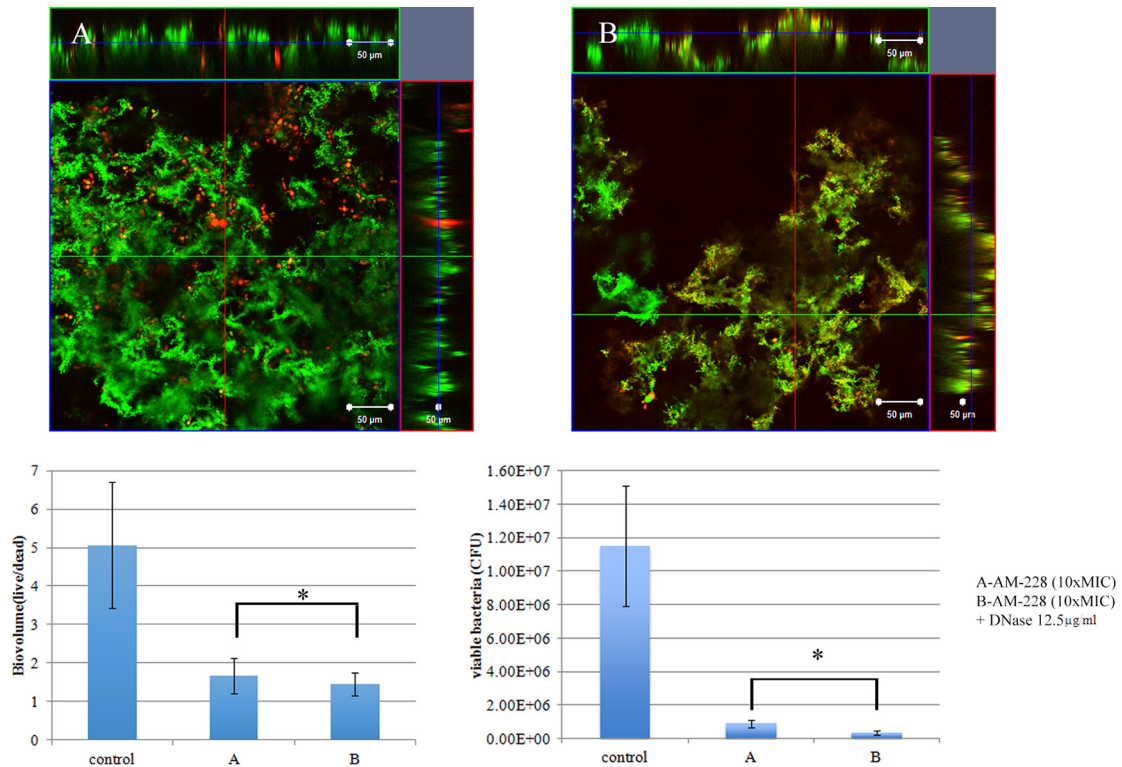 A
50 µm
50 µm
50 µm
B
50 µm
50 µm
50 µm
Biovolume(live/dead)
7
6
5
4
3
2
1
0
*
control
A
B
viable bacteria (CFU)
1.60E+07
1.40E+07
1.20E+07
1.00E+07
8.00E+06
6.00E+06
4.00E+06
2.00E+06
0.00E+00
*
control
A
B
A-AM-228 (10xMIC)
B-AM-228 (10xMIC)
+ DNase 12.5µg/ml